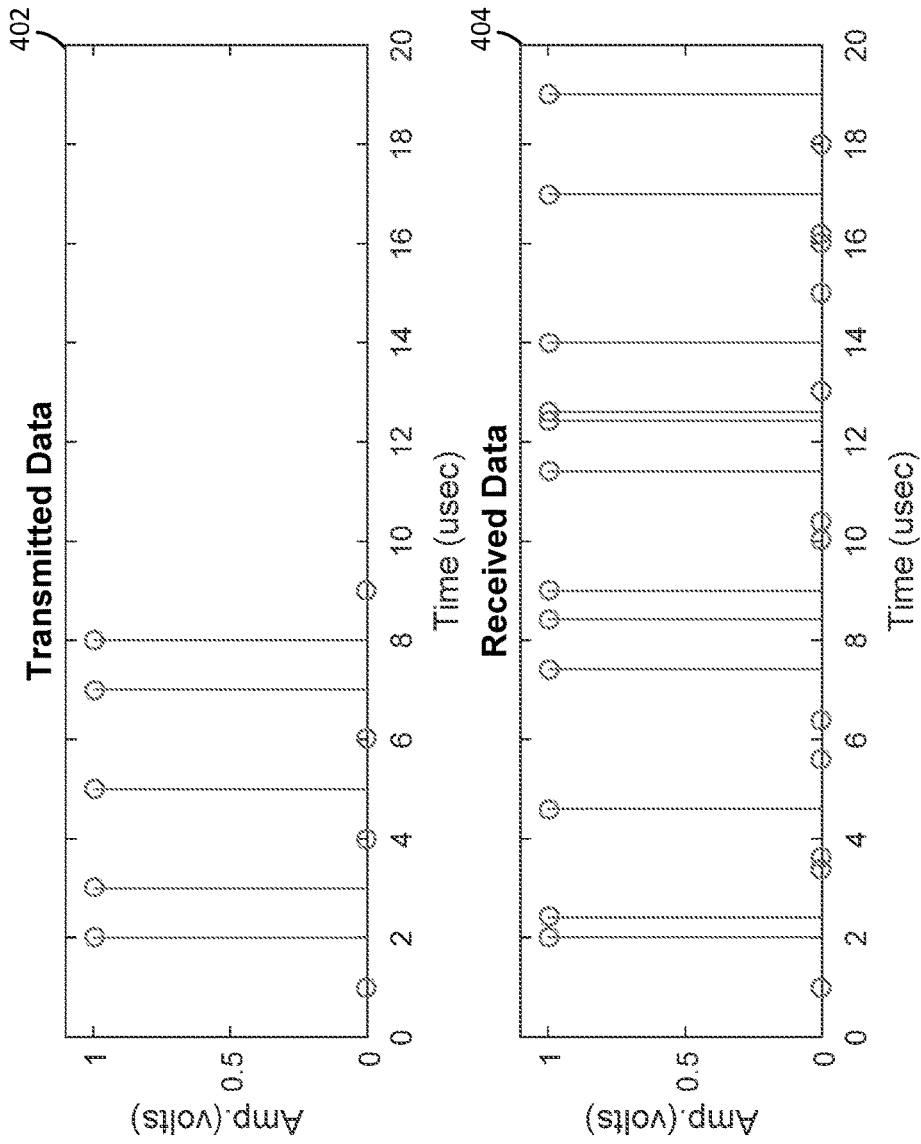 402
Transmitted Data
1
0.5
0
Amp.(volts)
0 2 4 6 8 10 12 14 16 18 20
Time (usec)
404
Received Data
1
0.5
0
Amp.(volts)
0 2 4 6 8 10 12 14 16 18 20
Time (usec)